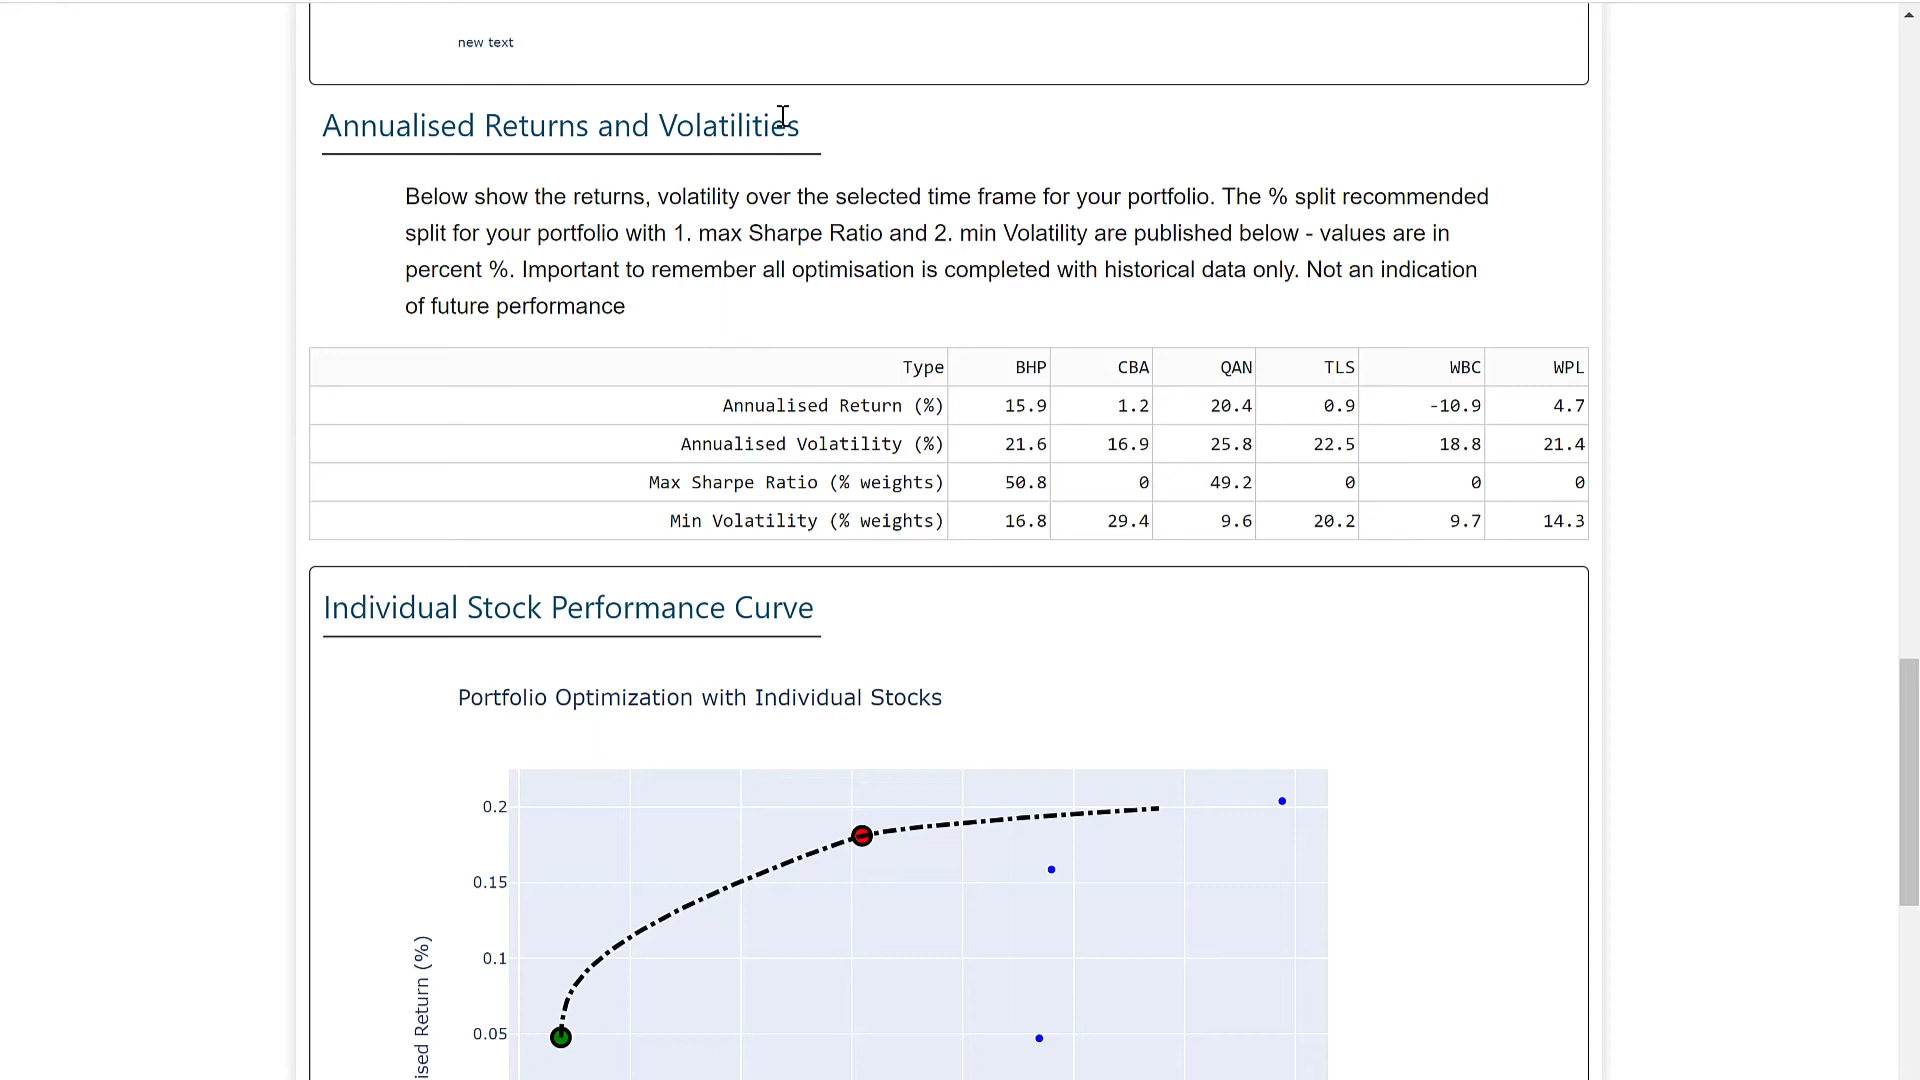 new text
Annualised Returns and Volatilities
Below show the returns, volatility over the selected time frame for your portfolio. The % split recommended
split for your portfolio with 1. max Sharpe Ratio and 2. min Volatility are published below - values are in
percent %. Important to remember all optimisation is completed with historical data only. Not an indication
of future performance
Type BHP CBA QAN TLS WBC WPL
Annualised Return (%) 15.9 1.2 20.4 0.9 -10.9 4.7
Annualised Volatility (%) 21.6 16.9 25.8 22.5 18.8 21.4
Max Sharpe Ratio (% weights) 50.8 0 49.2 0 0 0
Min Volatility (% weights) 16.8 29.4 9.6 20.2 9.7 14.3
Individual Stock Performance Curve
Portfolio Optimization with Individual Stocks
0.2
0.15
0.1
0.05
ised Return (%)